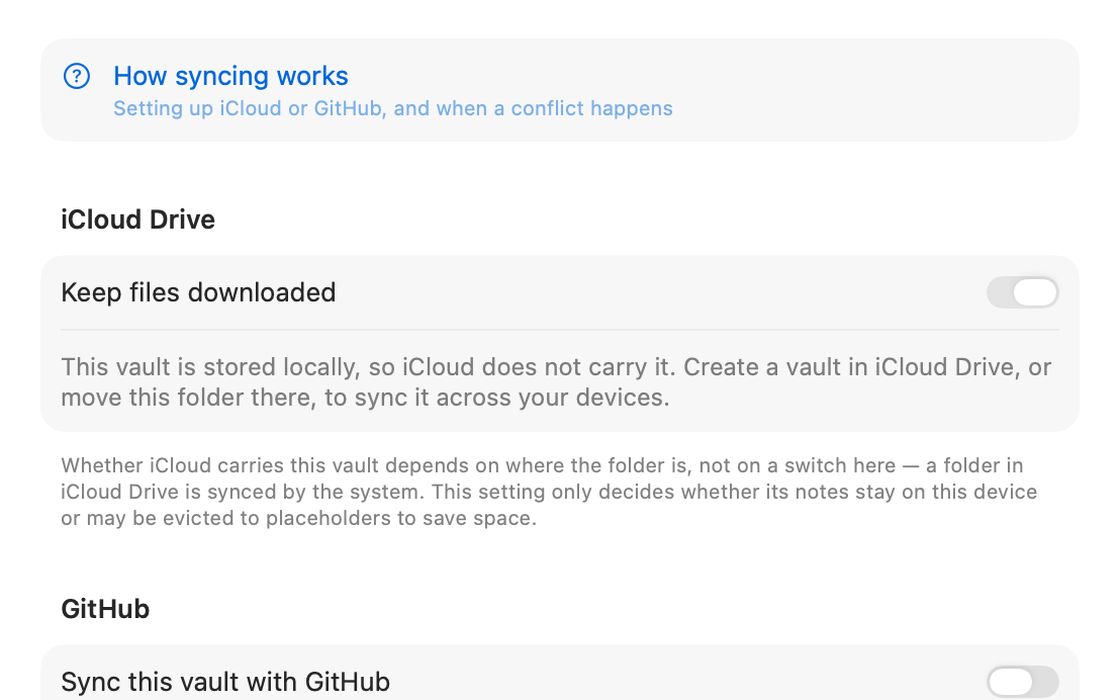 How syncing works
Setting up iCloud or GitHub, and when a conflict happens
iCloud Drive
Keep files downloaded
This vault is stored locally, so iCloud does not carry it. Create a vault in iCloud Drive, or
move this folder there, to sync it across your devices.
Whether iCloud carries this vault depends on where the folder is, not on a switch here — a folder in
iCloud Drive is synced by the system. This setting only decides whether its notes stay on this device
or may be evicted to placeholders to save space.
GitHub
Sync this vault with GitHub